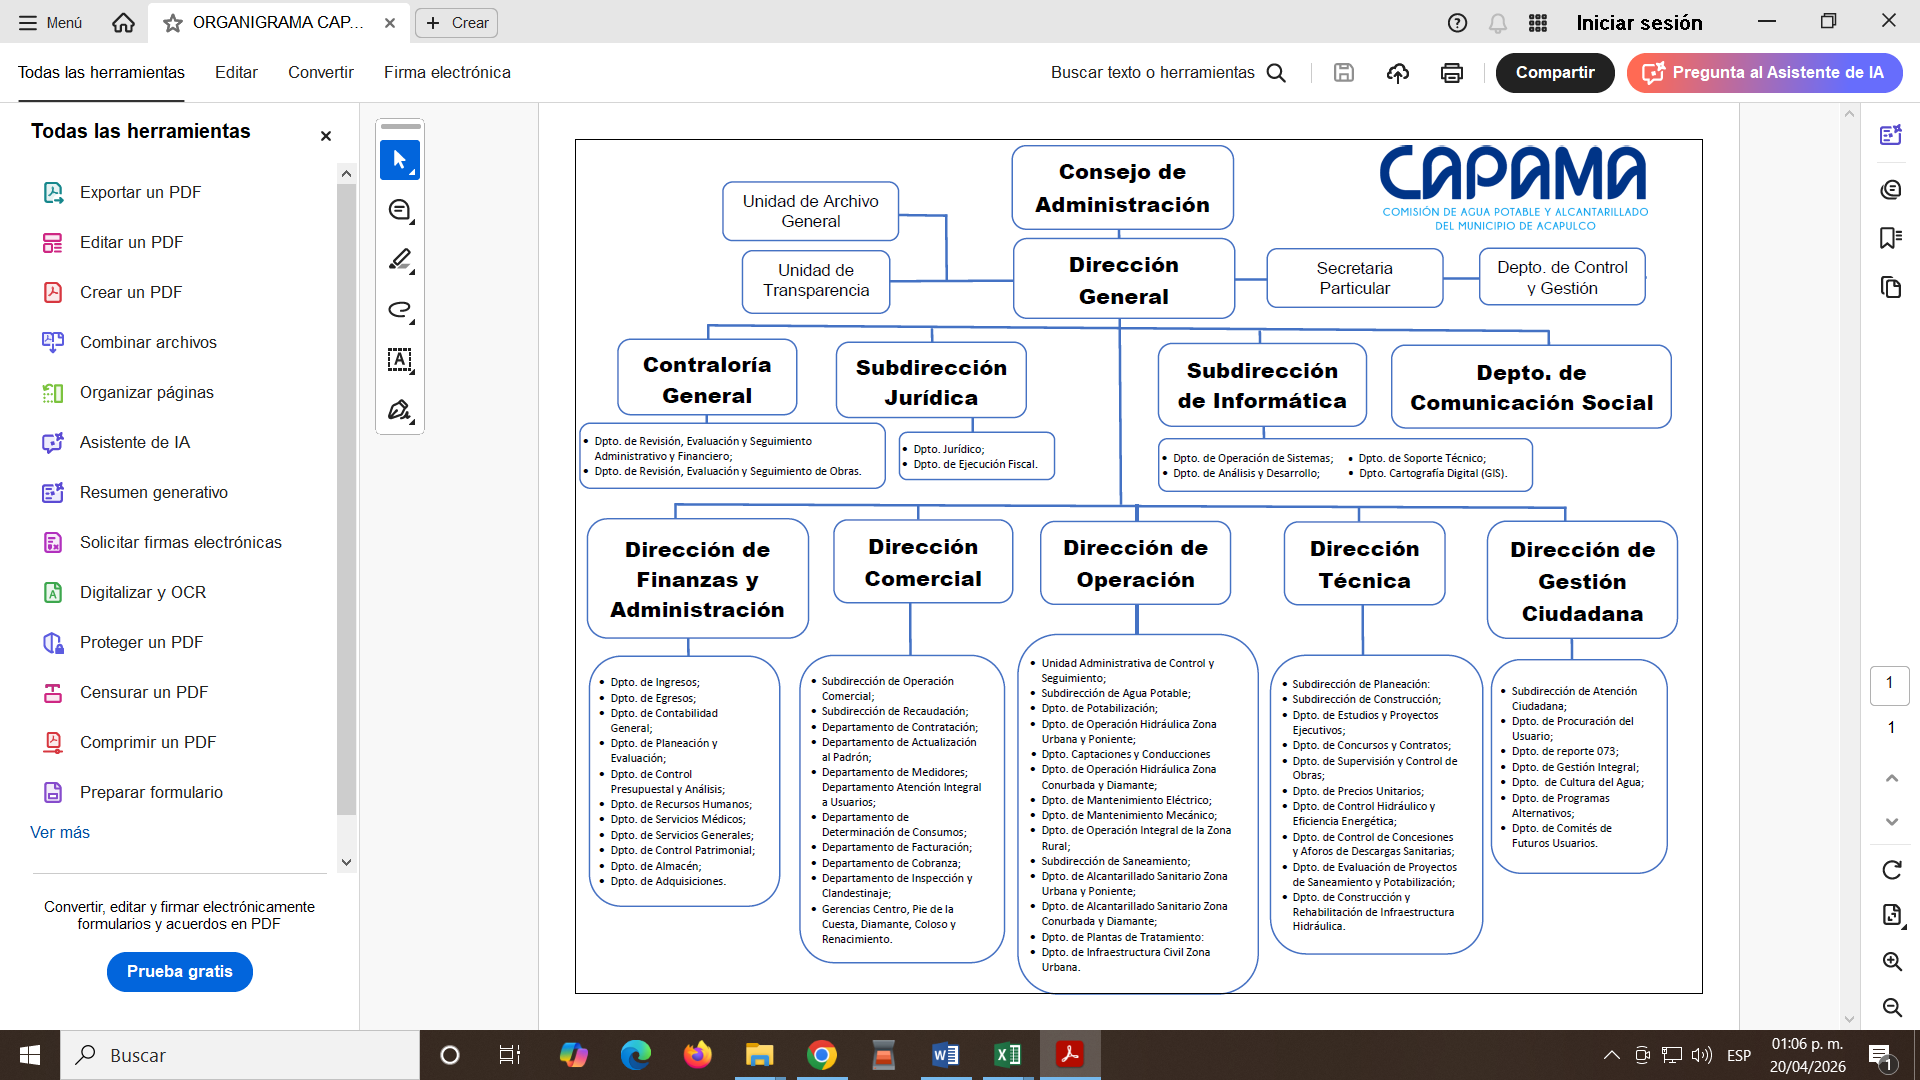 Menú
ORGANIGRAMA CAP...
Crear
Iniciar sesión
Todas las herramientas
Editar
Convertir
Firma electrónica
Buscar texto o herramientas
Compartir
Pregunta al Asistente de IA
Todas las herramientas
Exportar un PDF
Editar un PDF
Crear un PDF
Combinar archivos
Organizar páginas
Asistente de IA
Resumen generativo
Solicitar firmas electrónicas
Digitalizar y OCR
Proteger un PDF
Censurar un PDF
Comprimir un PDF
Preparar formulario
Ver más
Convertir, editar y firmar electrónicamente
formularios y acuerdos en PDF
Prueba gratis
CAPAMA
COMISIÓN DE AGUA POTABLE Y ALCANTARILLADO
DEL MUNICIPIO DE ACAPULCO
Consejo de
Administración
Unidad de Archivo
General
Unidad de
Transparencia
Dirección
General
Secretaria
Particular
Depto. de Control
y Gestión
Contraloría
General
Subdirección
Jurídica
Subdirección
de Informática
Depto. de
Comunicación Social
• Dpto. de Revisión, Evaluación y Seguimiento
Administrativo y Financiero;
• Dpto. de Revisión, Evaluación y Seguimiento de Obras.
• Dpto. Jurídico;
• Dpto. de Ejecución Fiscal.
• Dpto. de Operación de Sistemas;
• Dpto. de Análisis y Desarrollo;
• Dpto. de Soporte Técnico;
• Dpto. Cartografía Digital (GIS).
Dirección de
Finanzas y
Administración
Dirección
Comercial
Dirección de
Operación
Dirección
Técnica
Dirección de
Gestión
Ciudadana
• Dpto. de Ingresos;
• Dpto. de Egresos;
• Dpto. de Contabilidad
General;
• Dpto. de Planeación y
Evaluación;
• Dpto. de Control
Presupuestal y Análisis;
• Dpto. de Recursos Humanos;
• Dpto. de Servicios Médicos;
• Dpto. de Servicios Generales;
• Dpto. de Control Patrimonial;
• Dpto. de Almacén;
• Dpto. de Adquisiciones.
• Subdirección de Operación
Comercial;
• Subdirección de Recaudación;
• Departamento de Contratación;
• Departamento de Actualización
al Padrón;
• Departamento de Medidores;
Departamento Atención Integral
a Usuarios;
• Departamento de
Determinación de Consumos;
• Departamento de Facturación;
• Departamento de Cobranza;
• Departamento de Inspección y
Clandestinaje;
• Gerencias Centro, Pie de la
Cuesta, Diamante, Coloso y
Renacimiento.
• Unidad Administrativa de Control y
Seguimiento;
• Subdirección de Agua Potable;
• Dpto. de Potabilización;
• Dpto. de Operación Hidráulica Zona
Urbana y Poniente;
• Dpto. Captaciones y Conducciones
• Dpto. de Operación Hidráulica Zona
Conurbada y Diamante;
• Dpto. de Mantenimiento Eléctrico;
• Dpto. de Mantenimiento Mecánico;
• Dpto. de Operación Integral de la Zona
Rural;
• Subdirección de Saneamiento;
• Dpto. de Alcantarillado Sanitario Zona
Urbana y Poniente;
• Dpto. de Alcantarillado Sanitario Zona
Conurbada y Diamante;
• Dpto. de Plantas de Tratamiento:
• Dpto. de Infraestructura Civil Zona
Urbana.
• Subdirección de Planeación:
• Subdirección de Construcción;
• Dpto. de Estudios y Proyectos
Ejecutivos;
• Dpto. de Concursos y Contratos;
• Dpto. de Supervisión y Control de
Obras;
• Dpto. de Precios Unitarios;
• Dpto. de Control Hidráulico y
Eficiencia Energética;
• Dpto. de Control de Concesiones
y Aforos de Descargas Sanitarias;
• Dpto. de Evaluación de Proyectos
de Saneamiento y Potabilización;
• Dpto. de Construcción y
Rehabilitación de Infraestructura
Hidráulica.
• Subdirección de Atención
Ciudadana;
• Dpto. de Procuración del
Usuario;
• Dpto. de reporte 073;
• Dpto. de Gestión Integral;
• Dpto. de Cultura del Agua;
• Dpto. de Programas
Alternativos;
• Dpto. de Comités de
Futuros Usuarios.
1
1
Buscar
ESP
01:06 p. m.
20/04/2026
1